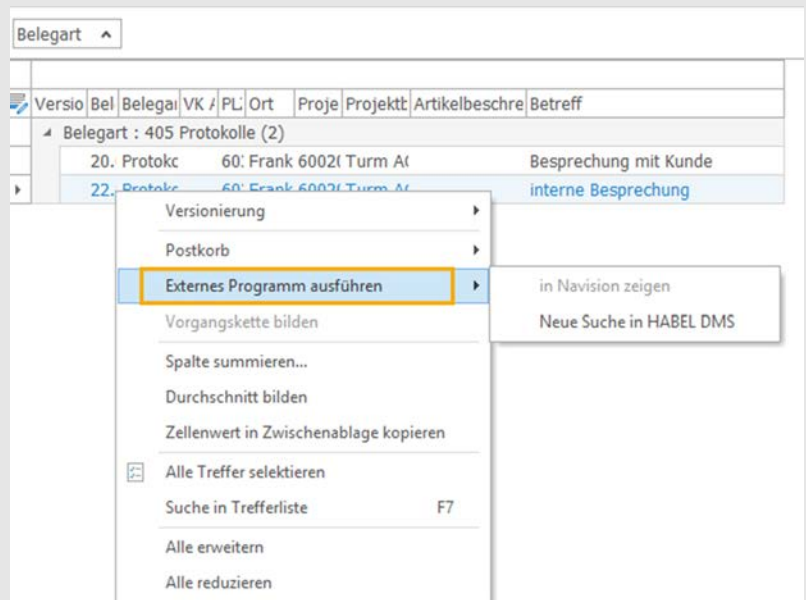 Belegart
Versio Bel Belegar VK A PLZ Ort Proje Projektb Artikelbeschre Betreff
Belegart : 405 Protokolle (2)
20. Protokc 60: Frank 6002( Turm A( Besprechung mit Kunde
22. Protokc 60: Frank 6002( Turm A( interne Besprechung
Versionierung
Postkorb
Externes Programm ausführen
in Navision zeigen
Vorgangskette bilden
Neue Suche in HABEL DMS
Spalte summieren...
Durchschnitt bilden
Zellenwert in Zwischenablage kopieren
Alle Treffer selektieren
Suche in Trefferliste F7
Alle erweitern
Alle reduzieren